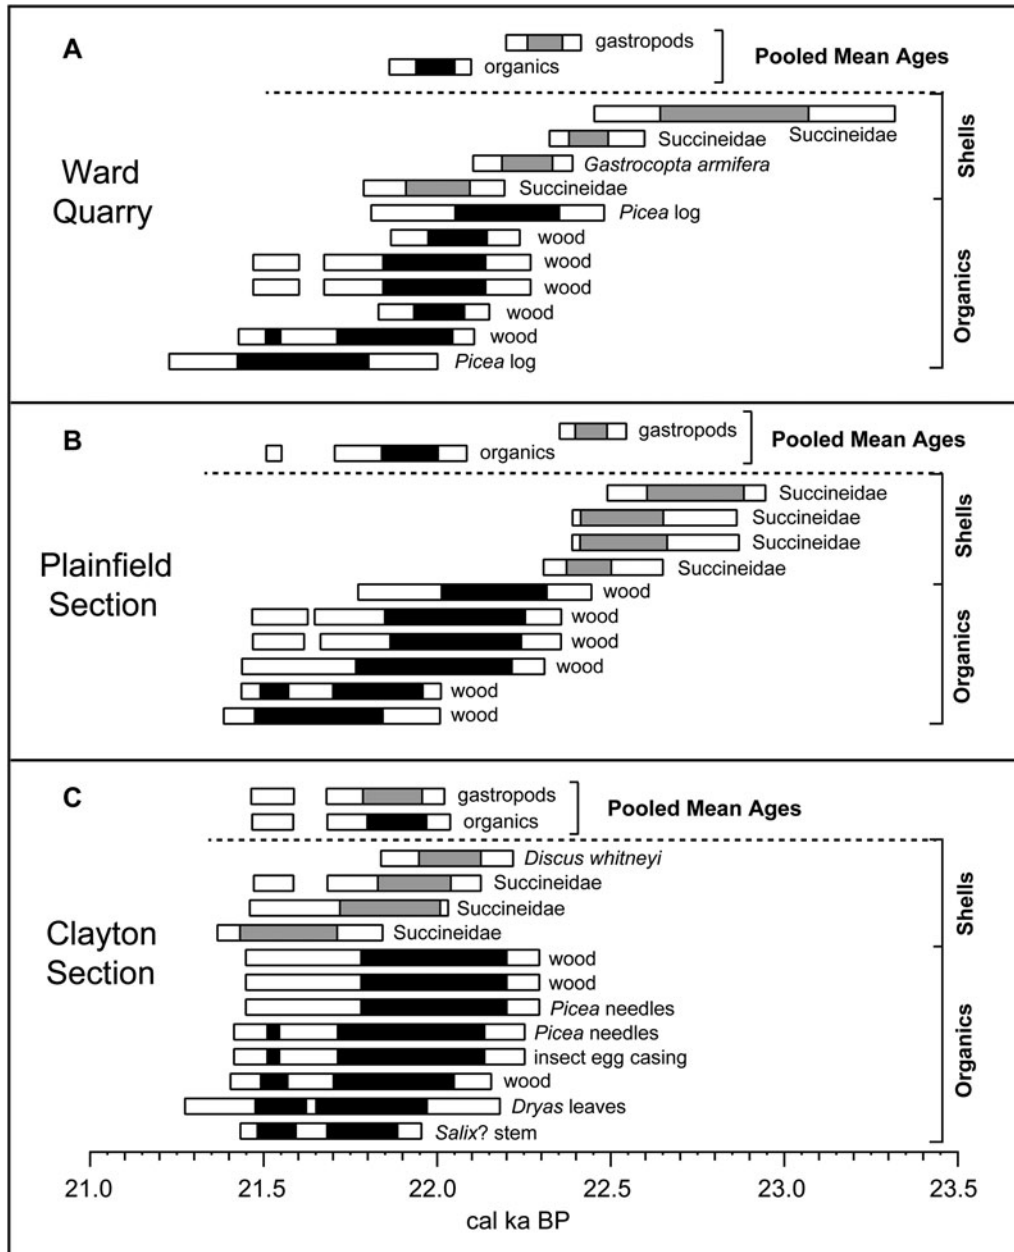 A
gastropods
organics
Pooled Mean Ages
Ward
Quarry
Succineidae
Succineidae
Gastrocopta armifera
Succineidae
Shells
Picea log
wood
wood
wood
wood
wood
Picea log
Organics
B
gastropods
organics
Pooled Mean Ages
Plainfield
Section
Succineidae
Succineidae
Succineidae
Succineidae
Shells
wood
wood
wood
wood
wood
wood
Organics
C
gastropods
organics
Pooled Mean Ages
Clayton
Section
Discus whitneyi
Succineidae
Succineidae
Succineidae
Shells
wood
wood
Picea needles
Picea needles
insect egg casing
wood
Dryas leaves
Salix? stem
Organics
21.0 21.5 22.0 22.5 23.0 23.5
cal ka BP